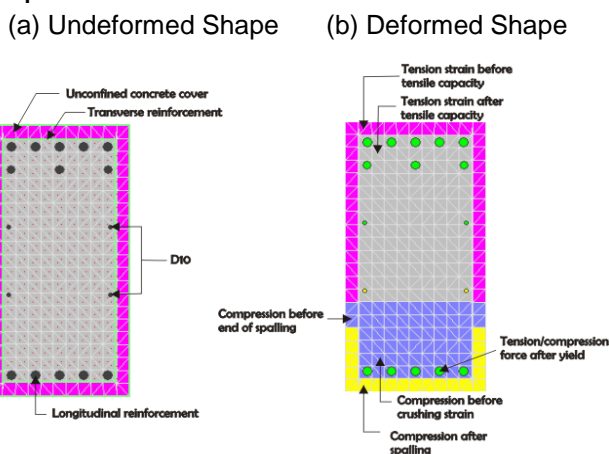 (a) Undeformed Shape
(b) Deformed Shape
Unconfined concrete cover
Transverse reinforcement
D10
Longitudinal reinforcement
Tension strain before
tensile capacity
Tension strain after
tensile capacity
Compression before
end of spalling
Tension/compression
force after yield
Compression before
crushing strain
Compression after
spalling